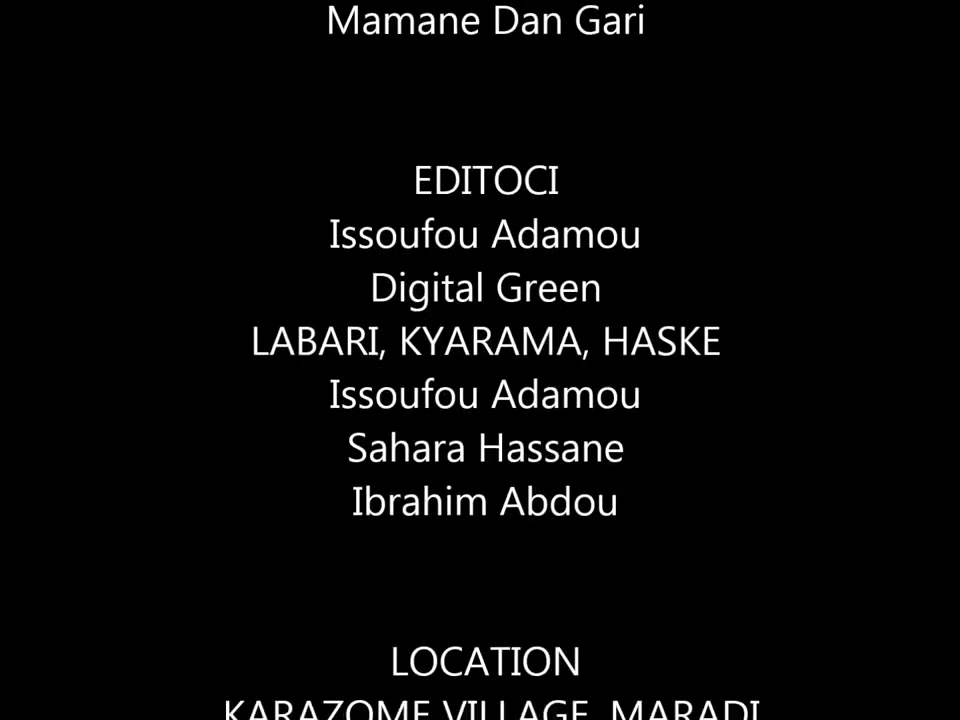 Mamane Dan Gari
EDITOCI
Issoufou Adamou
Digital Green
LABARI, KYARAMA, HASKE
Issoufou Adamou
Sahara Hassane
Ibrahim Abdou
LOCATION
KARAZOME VILLAGE, MARADI